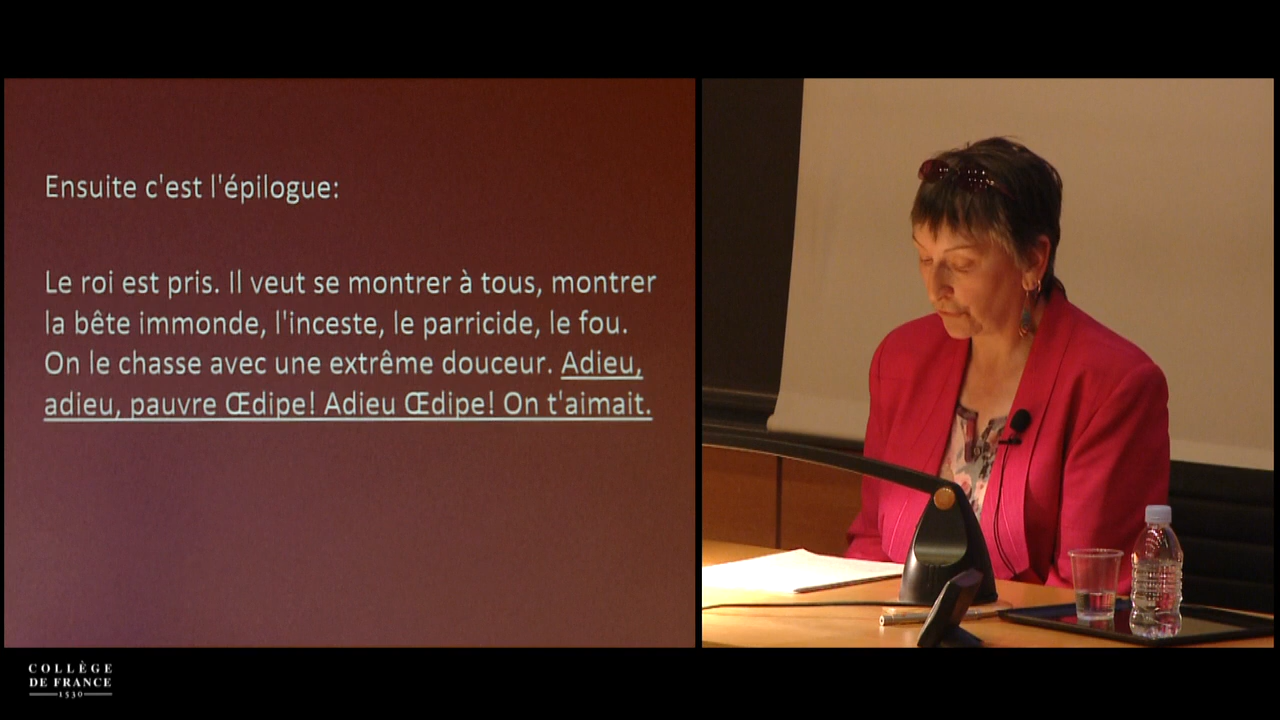 Ensuite c'est l'épilogue:
Le roi est pris. Il veut se montrer à tous, montrer
la bête immonde, l'inceste, le parricide, le fou.
On le chasse avec une extrême douceur. Adieu,
adieu, pauvre Œdipe! Adieu Œdipe! On t'aimait.
COLLÈGE
DE FRANCE
1530